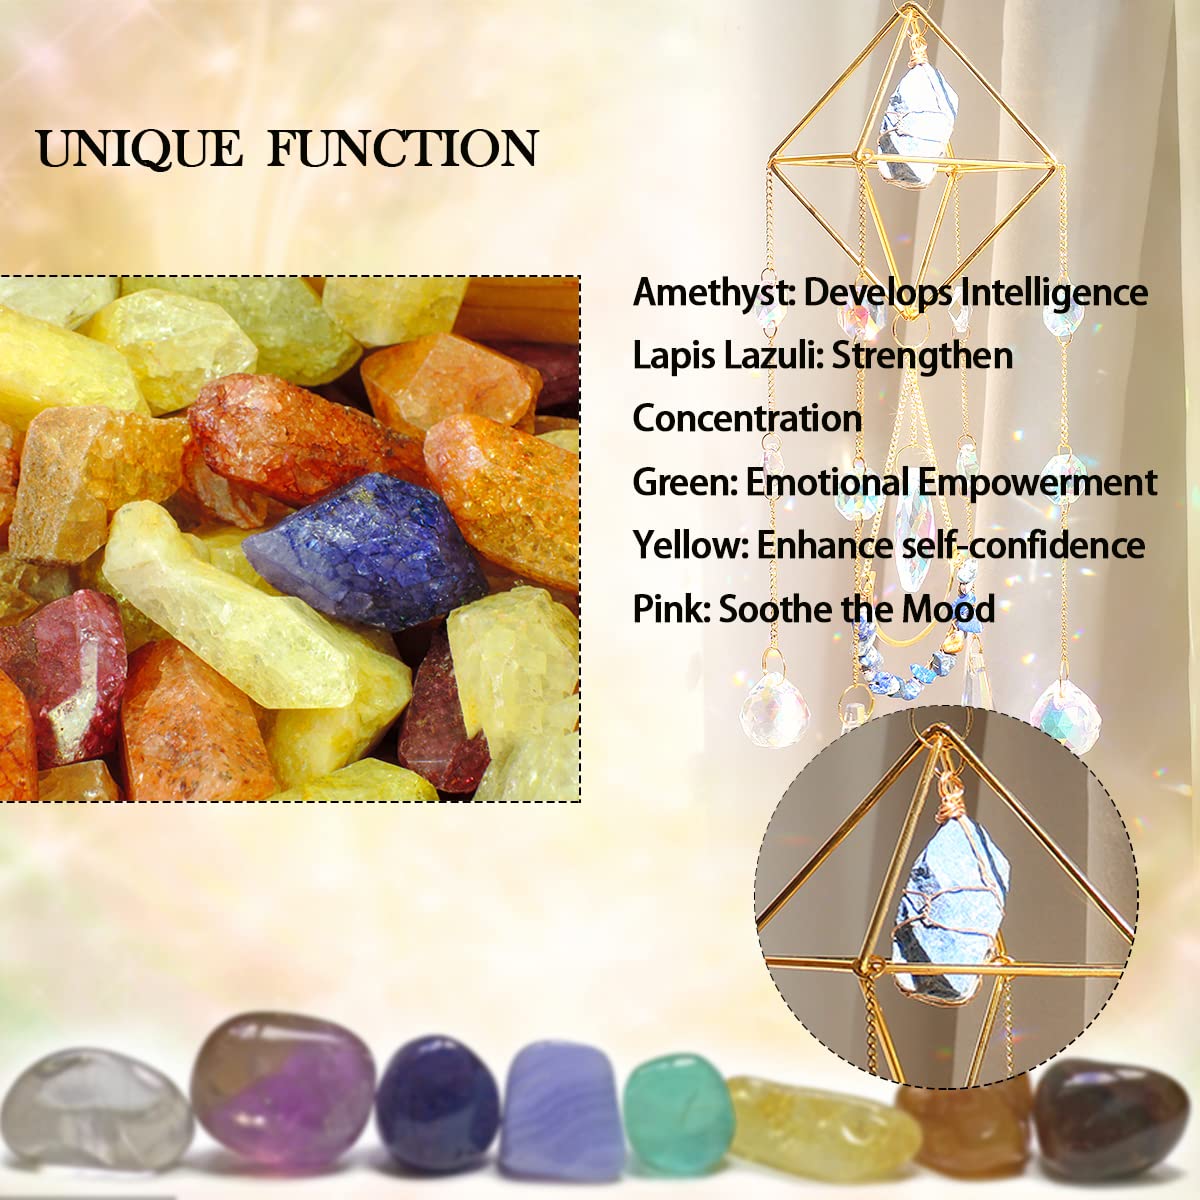 UNIQUE FUNCTION
Amethyst: Develops Intelligence
Lapis Lazuli: Strengthen
Concentration
Green: Emotional Empowerment
Yellow: Enhance self-confidence
Pink: Soothe the Mood